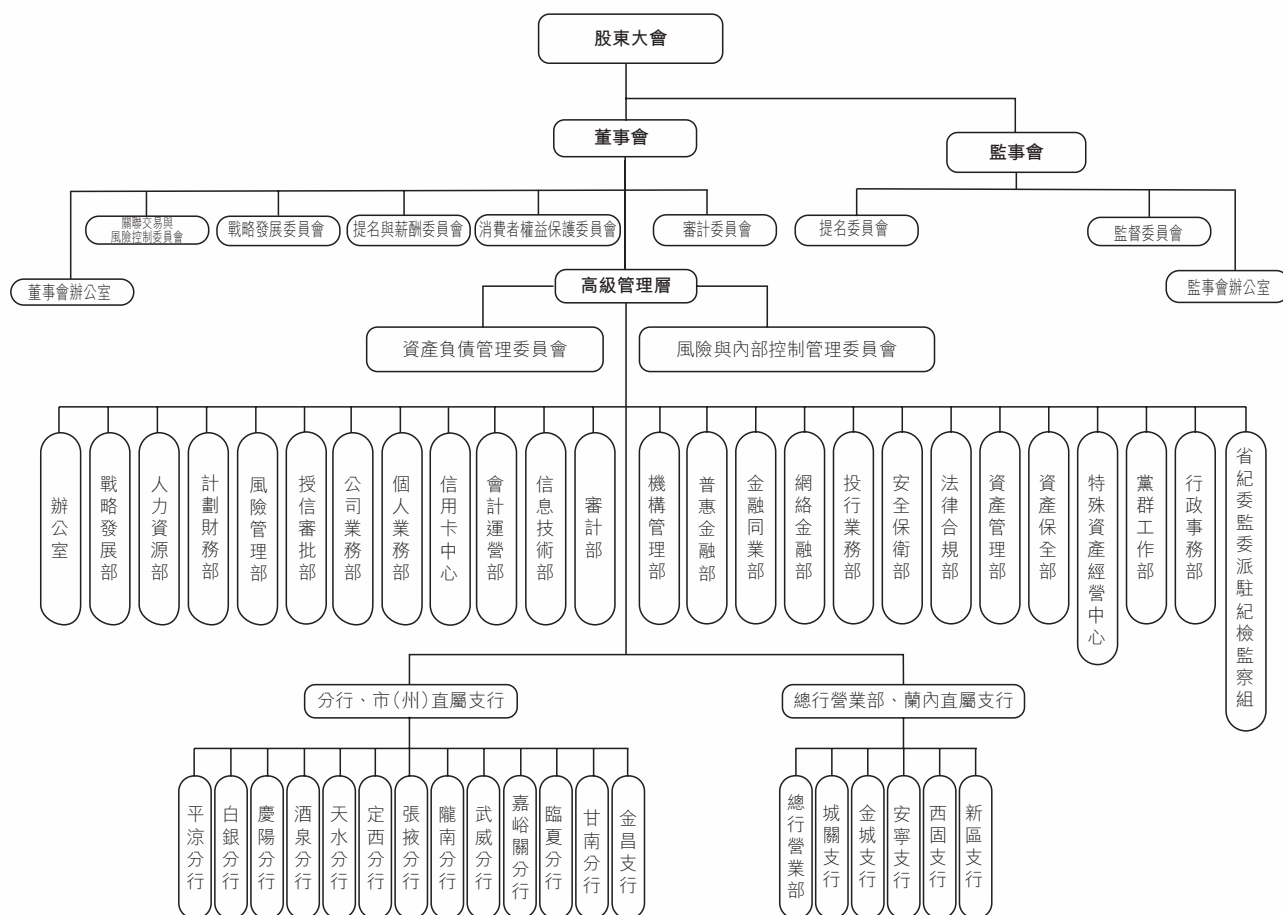 股東大會
董事會
監事會
關聯交易與
風險控制委員會
戰略發展委員會
提名與薪酬委員會
消費者權益保護委員會
審計委員會
提名委員會
監督委員會
董事會辦公室
高級管理層
監事會辦公室
資產負債管理委員會
風險與內部控制管理委員會
辦公室
戰略發展部
人力資源部
計劃財務部
風險管理部
授信審批部
公司業務部
個人業務部
信用卡中心
會計運營部
信息技術部
審計部
機構管理部
普惠金融部
金融同業部
網絡金融部
投行業務部
安全保衛部
法律合規部
資產管理部
資產保全部
特殊資產經營中心
黨群工作部
行政事務部
省紀委監委派駐紀檢監察組
分行、市(州)直屬支行
總行營業部、蘭內直屬支行
平涼分行
白銀分行
慶陽分行
酒泉分行
天水分行
定西分行
張掖分行
隴南分行
武威分行
嘉峪關分行
臨夏分行
甘南分行
金昌支行
總行營業部
城關支行
金城支行
安寧支行
西固支行
新區支行